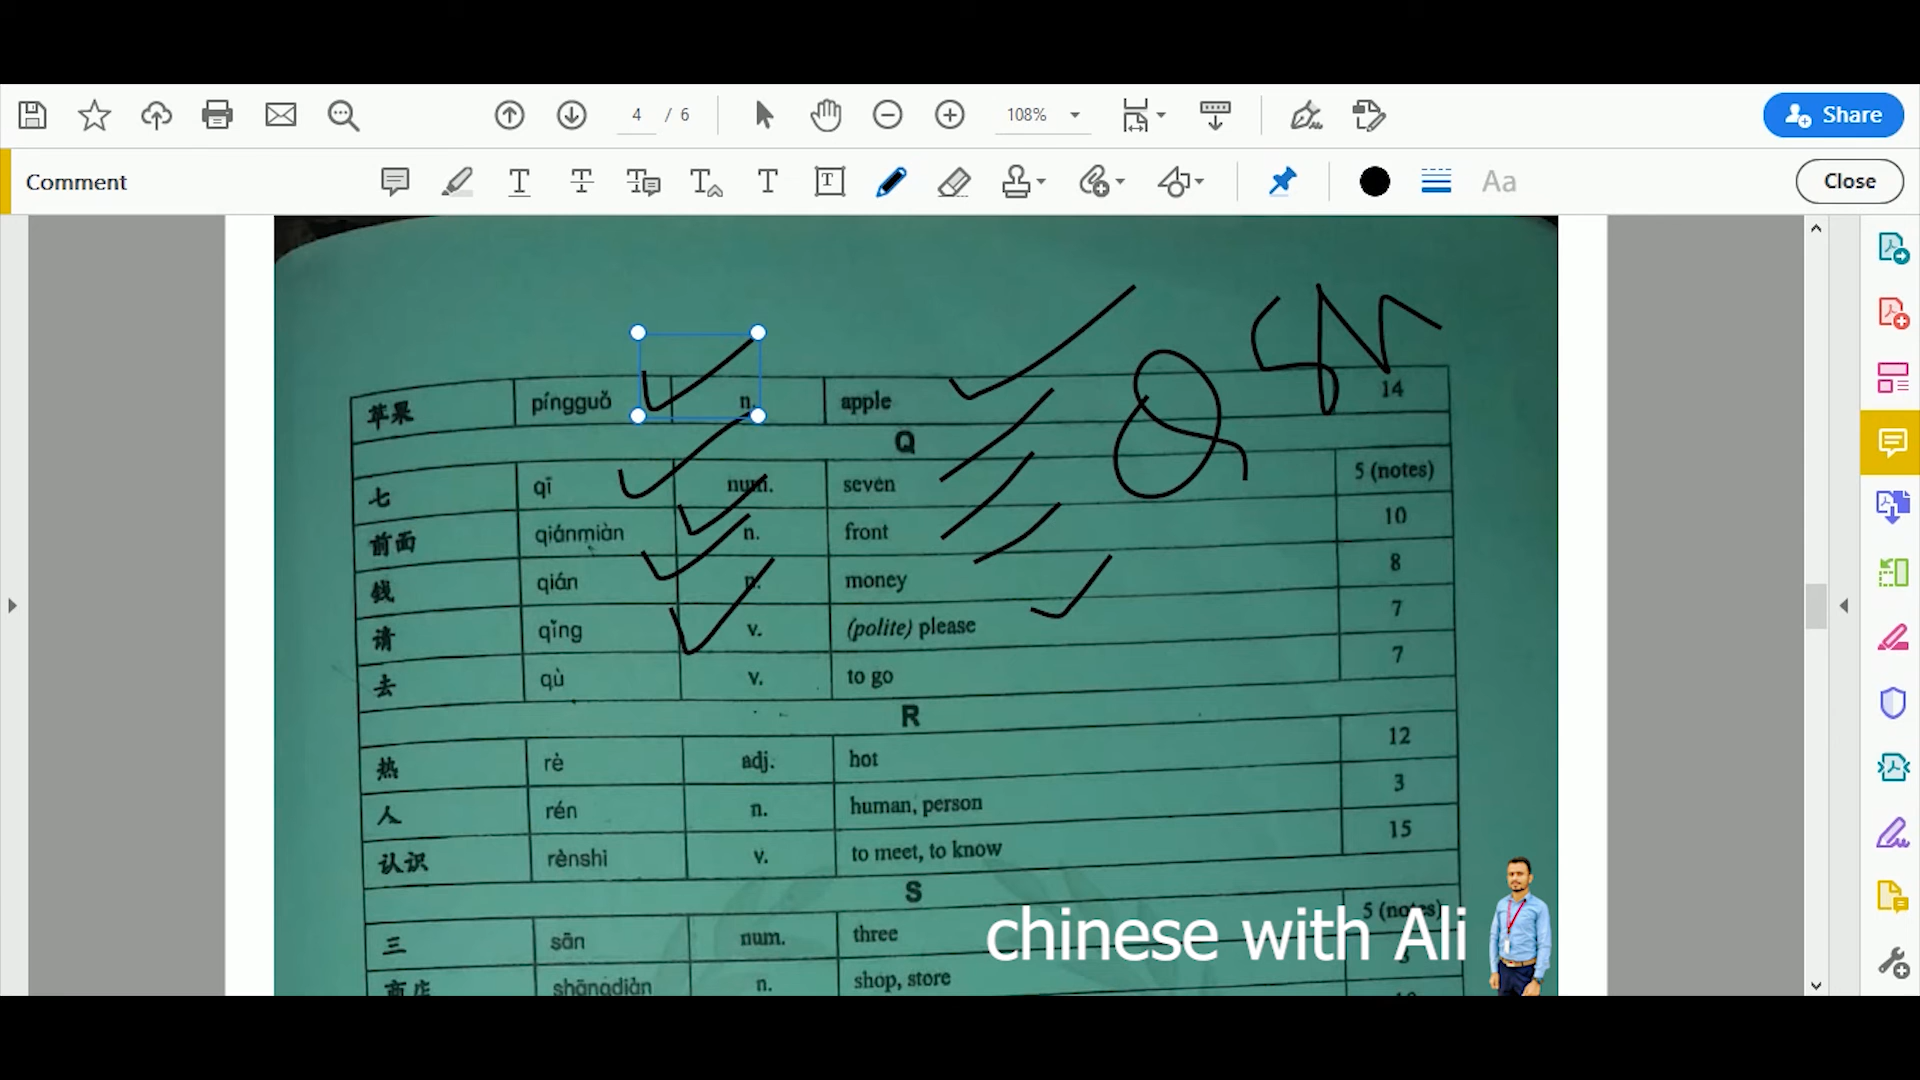 4 / 6
108%
Share
Comment
Aa
Close
苹果 píngguǒ n. apple 14
Q
七 qī num. seven 5 (notes)
前面 qiánmiàn n. front 10
钱 qián n. money 8
请 qǐng v. (polite) please 7
去 qù v. to go 7
R
热 rè adj. hot 12
人 rén n. human, person 3
认识 rènshi v. to meet, to know 15
S
三 sān num. three 5 (notes)
商店 shāngdiàn n. shop, store
chinese with Ali